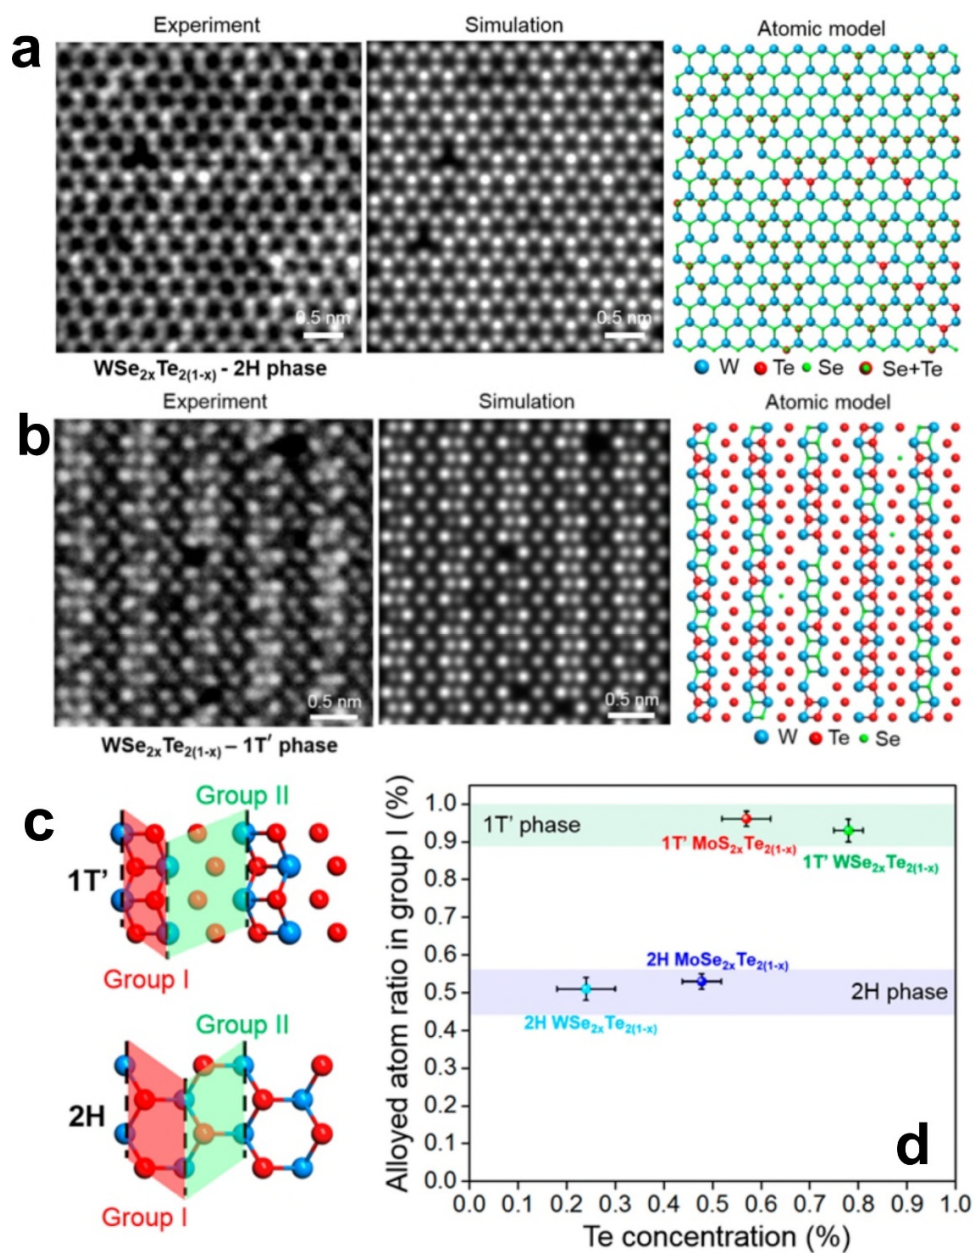 a
Experiment
Simulation
Atomic model
0.5 nm
0.5 nm
WSe₂ₓTe₂₍₁₋ₓ₎ - 2H phase
W
Te
Se
Se+Te
b
Experiment
Simulation
Atomic model
0.5 nm
0.5 nm
WSe₂ₓTe₂₍₁₋ₓ₎ – 1T′ phase
W
Te
Se
c
Group II
1T’
Group I
Group II
2H
Group I
Alloyed atom ratio in group I (%)
1.0
0.9
0.8
0.7
0.6
0.5
0.4
0.3
0.2
0.1
0.0
1T’ phase
1T’ MoS₂ₓTe₂₍₁₋ₓ₎
1T’ WSe₂ₓTe₂₍₁₋ₓ₎
2H MoSe₂ₓTe₂₍₁₋ₓ₎
2H phase
2H WSe₂ₓTe₂₍₁₋ₓ₎
d
0.0 0.1 0.2 0.3 0.4 0.5 0.6 0.7 0.8 0.9 1.0
Te concentration (%)